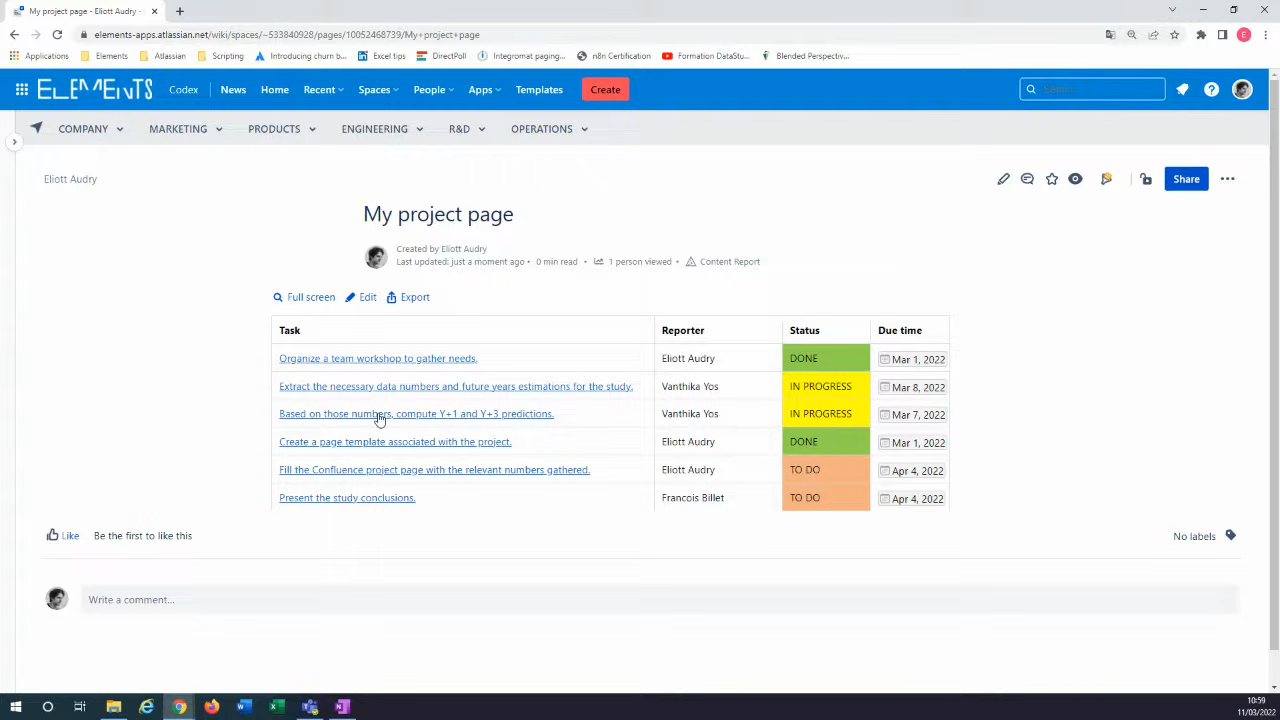 My project page - Eliott Audry -
elements-apps.atlassian.net/wiki/spaces/~533840928/pages/10052468739/My+project+page
Applications Elements Atlassian Scripting Introducing churn b... Excel tips DirectPoll Integromat paging... n8n Certification Formation DataStu... Blended Perspectiv...
ELEMENTS Codex News Home Recent Spaces People Apps Templates Create
COMPANY MARKETING PRODUCTS ENGINEERING R&D OPERATIONS
Eliott Audry
Share
My project page
Created by Eliott Audry
Last updated: just a moment ago • 0 min read • 1 person viewed • Content Report
Full screen Edit Export
Task Reporter Status Due time
Organize a team workshop to gather needs. Eliott Audry DONE Mar 1, 2022
Extract the necessary data numbers and future years estimations for the study. Vanthika Yos IN PROGRESS Mar 8, 2022
Based on those numbers, compute Y+1 and Y+3 predictions. Vanthika Yos IN PROGRESS Mar 7, 2022
Create a page template associated with the project. Eliott Audry DONE Mar 1, 2022
Fill the Confluence project page with the relevant numbers gathered. Eliott Audry TO DO Apr 4, 2022
Present the study conclusions. Francois Billet TO DO Apr 4, 2022
Like Be the first to like this No labels
Write a comment...
10:59
11/03/2022